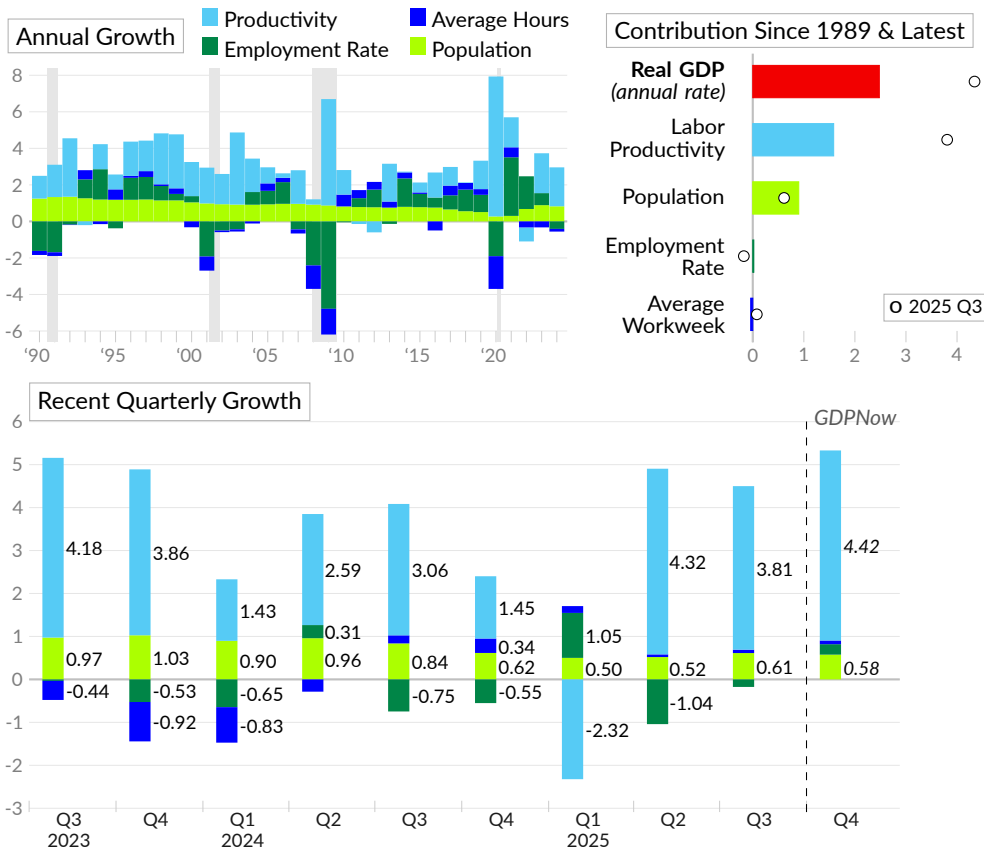 Annual Growth
Productivity
Average Hours
Employment Rate
Population
8
6
4
2
0
-2
-4
-6
'90
'95
'00
'05
'10
'15
'20
Contribution Since 1989 & Latest
Real GDP
(annual rate)
Labor
Productivity
Population
Employment
Rate
Average
Workweek
2025 Q3
0
1
2
3
4
Recent Quarterly Growth
GDPNow
6
5
4
3
2
1
0
-1
-2
-3
4.18
0.97
-0.44
3.86
1.03
-0.53
-0.92
1.43
0.90
-0.65
-0.83
2.59
0.31
0.96
3.06
0.84
-0.75
1.45
0.34
0.62
-0.55
1.05
0.50
-2.32
4.32
0.52
-1.04
3.81
0.61
4.42
0.58
Q3
2023
Q4
Q1
2024
Q2
Q3
Q4
Q1
2025
Q2
Q3
Q4